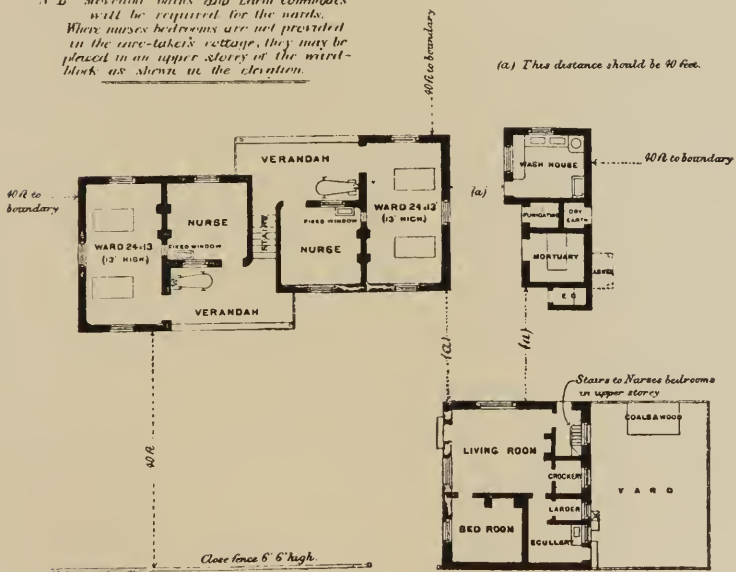 will be required for the wards.
Where nurses bedrooms are not provided
in the care-taker's cottage, they may be
placed in an upper storey of the ward-
block as shown in the elevation.
40 ft to boundary
(a) This distance should be 40 feet.
VERANDAH
WASH HOUSE
40 ft to boundary
40 ft to
boundary
(a)
WARD 24×13
(13' HIGH)
NURSE
FIXED WINDOW
STAIRS
FIXED WINDOW
NURSE
WARD 24×13'
(13' HIGH)
FUMIGATING
DRY
EARTH
MORTUARY
ASHES
E C
VERANDAH
(a)
(a)
Stairs to Nurses bedrooms
in upper storey
40 ft
COALS & WOOD
LIVING ROOM
CROCKERY
YARD
LARDER
BED ROOM
SCULLERY
Close fence 6' 6" high.